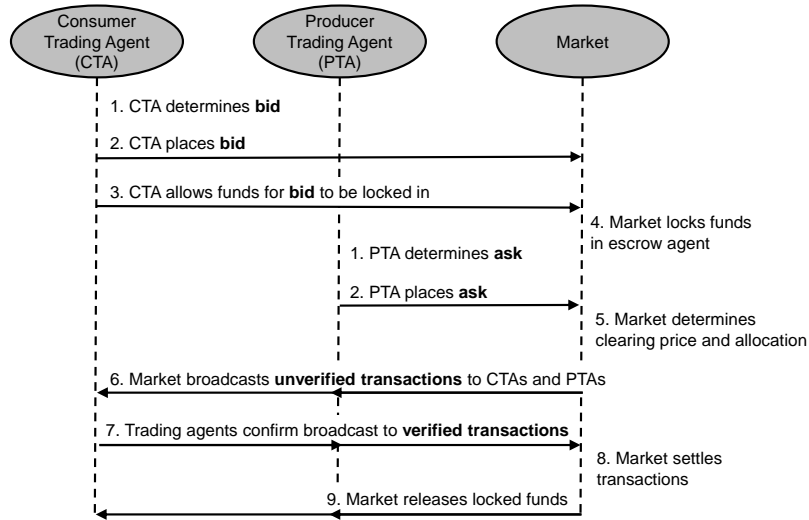 Consumer
Trading Agent
(CTA)
Producer
Trading Agent
(PTA)
Market
1. CTA determines bid
2. CTA places bid
3. CTA allows funds for bid to be locked in
4. Market locks funds
in escrow agent
1. PTA determines ask
2. PTA places ask
5. Market determines
clearing price and allocation
6. Market broadcasts unverified transactions to CTAs and PTAs
7. Trading agents confirm broadcast to verified transactions
8. Market settles
transactions
9. Market releases locked funds